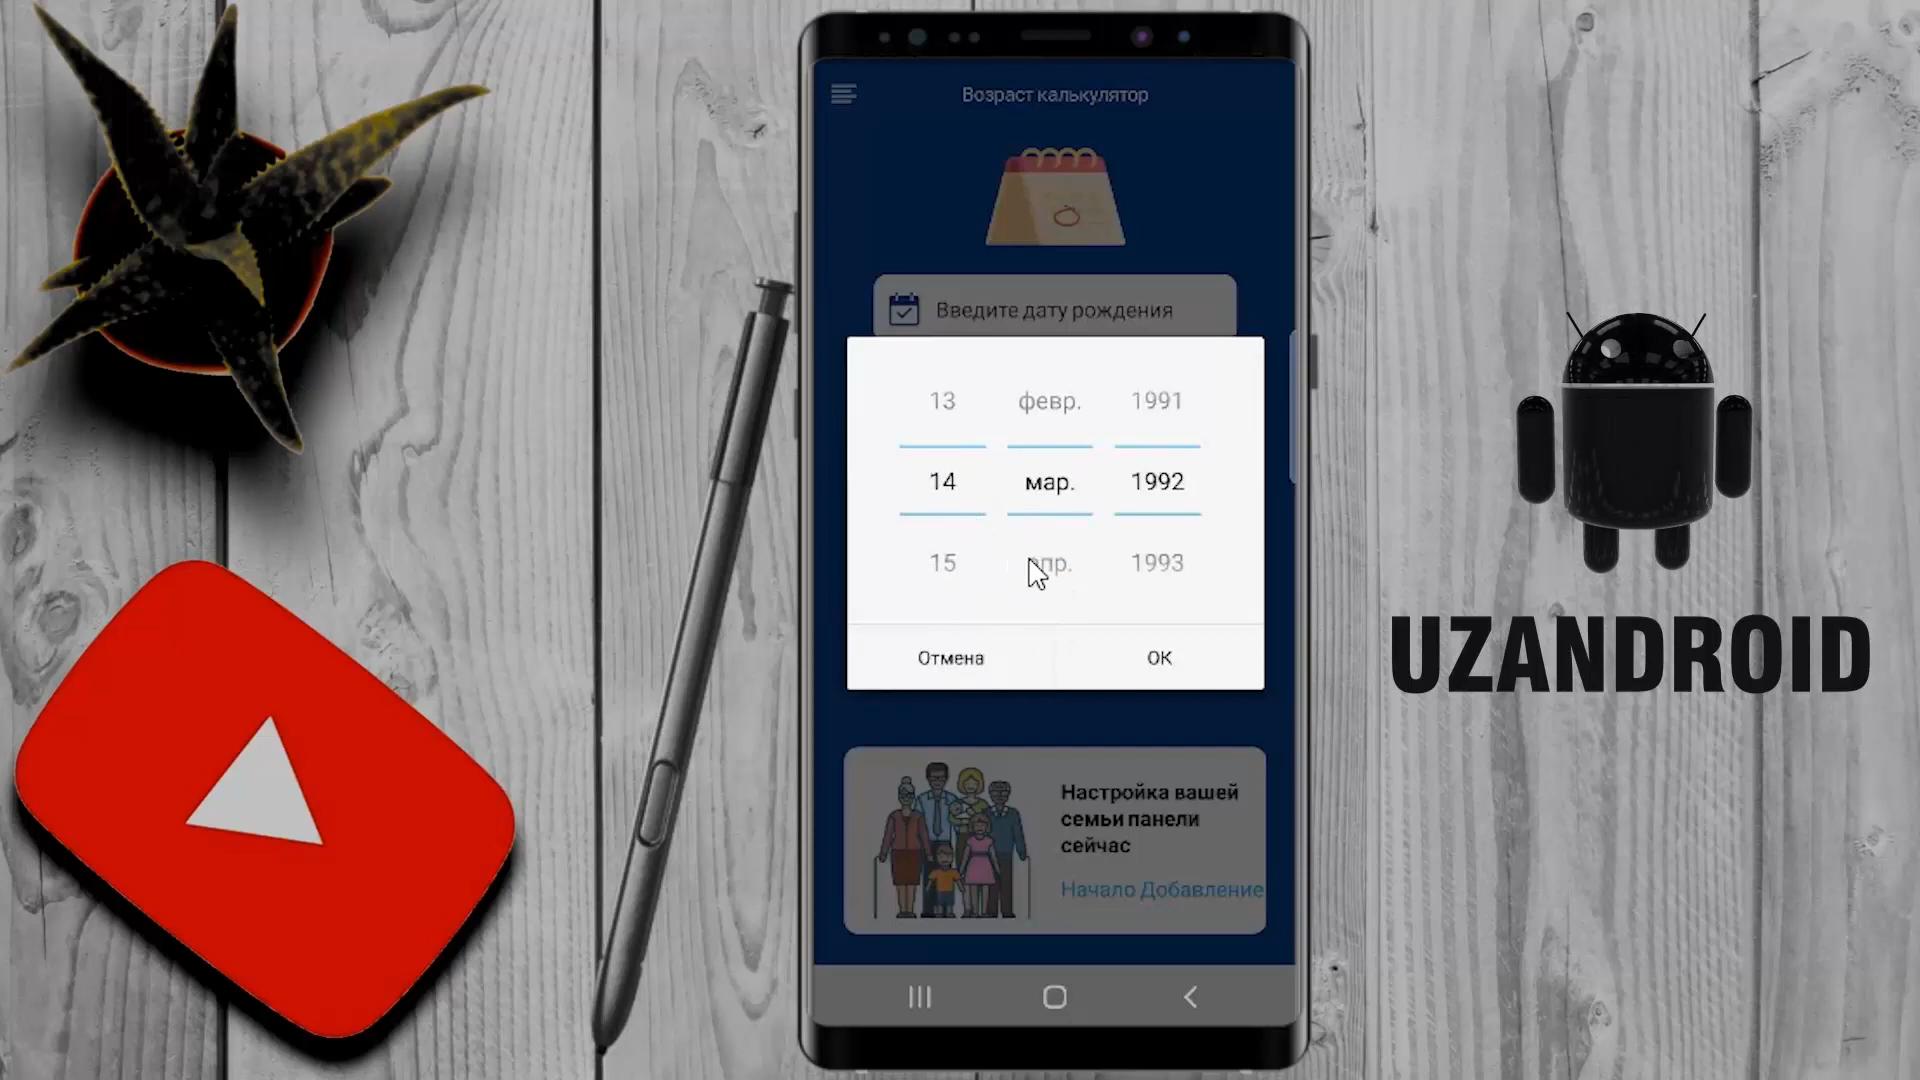 Возраст калькулятор
Введите дату рождения
13 февр. 1991
14 мар. 1992
15 апр. 1993
Отмена OK
Настройка вашей
семьи панели
сейчас
Начало Добавление
UZANDROID